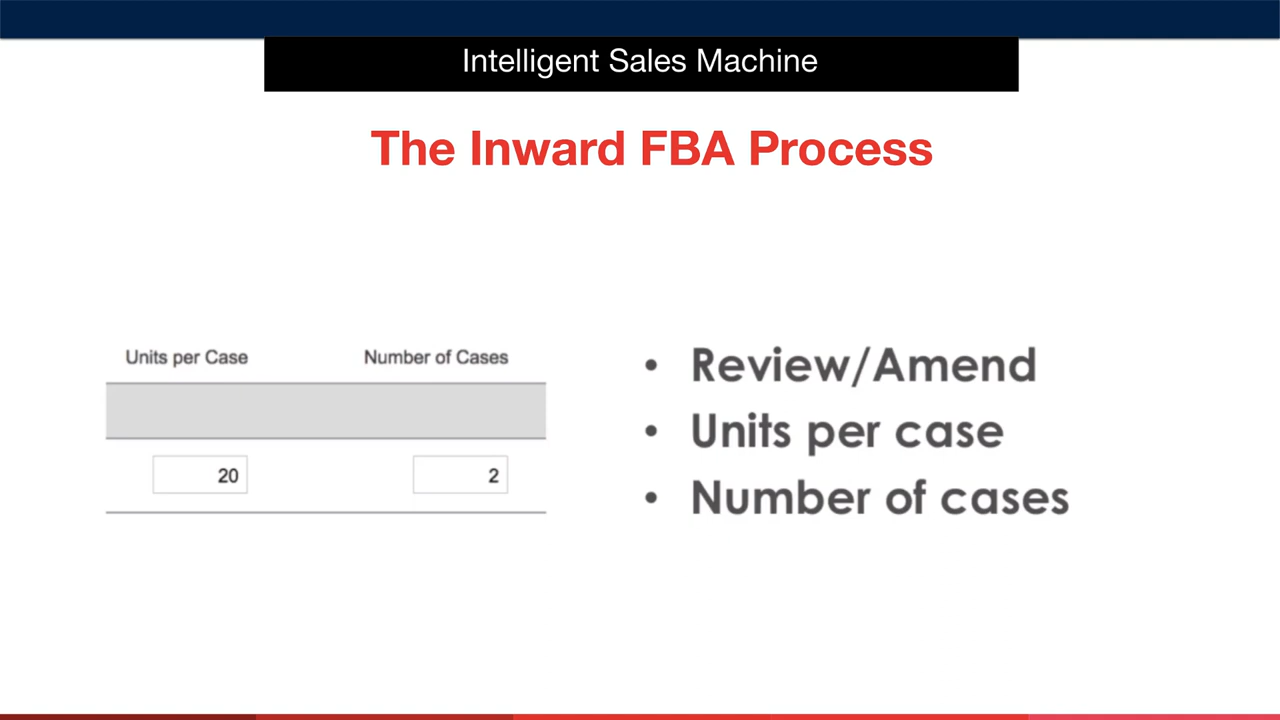 Intelligent Sales Machine
The Inward FBA Process
Units per Case
Number of Cases
20
2
• Review/Amend
• Units per case
• Number of cases